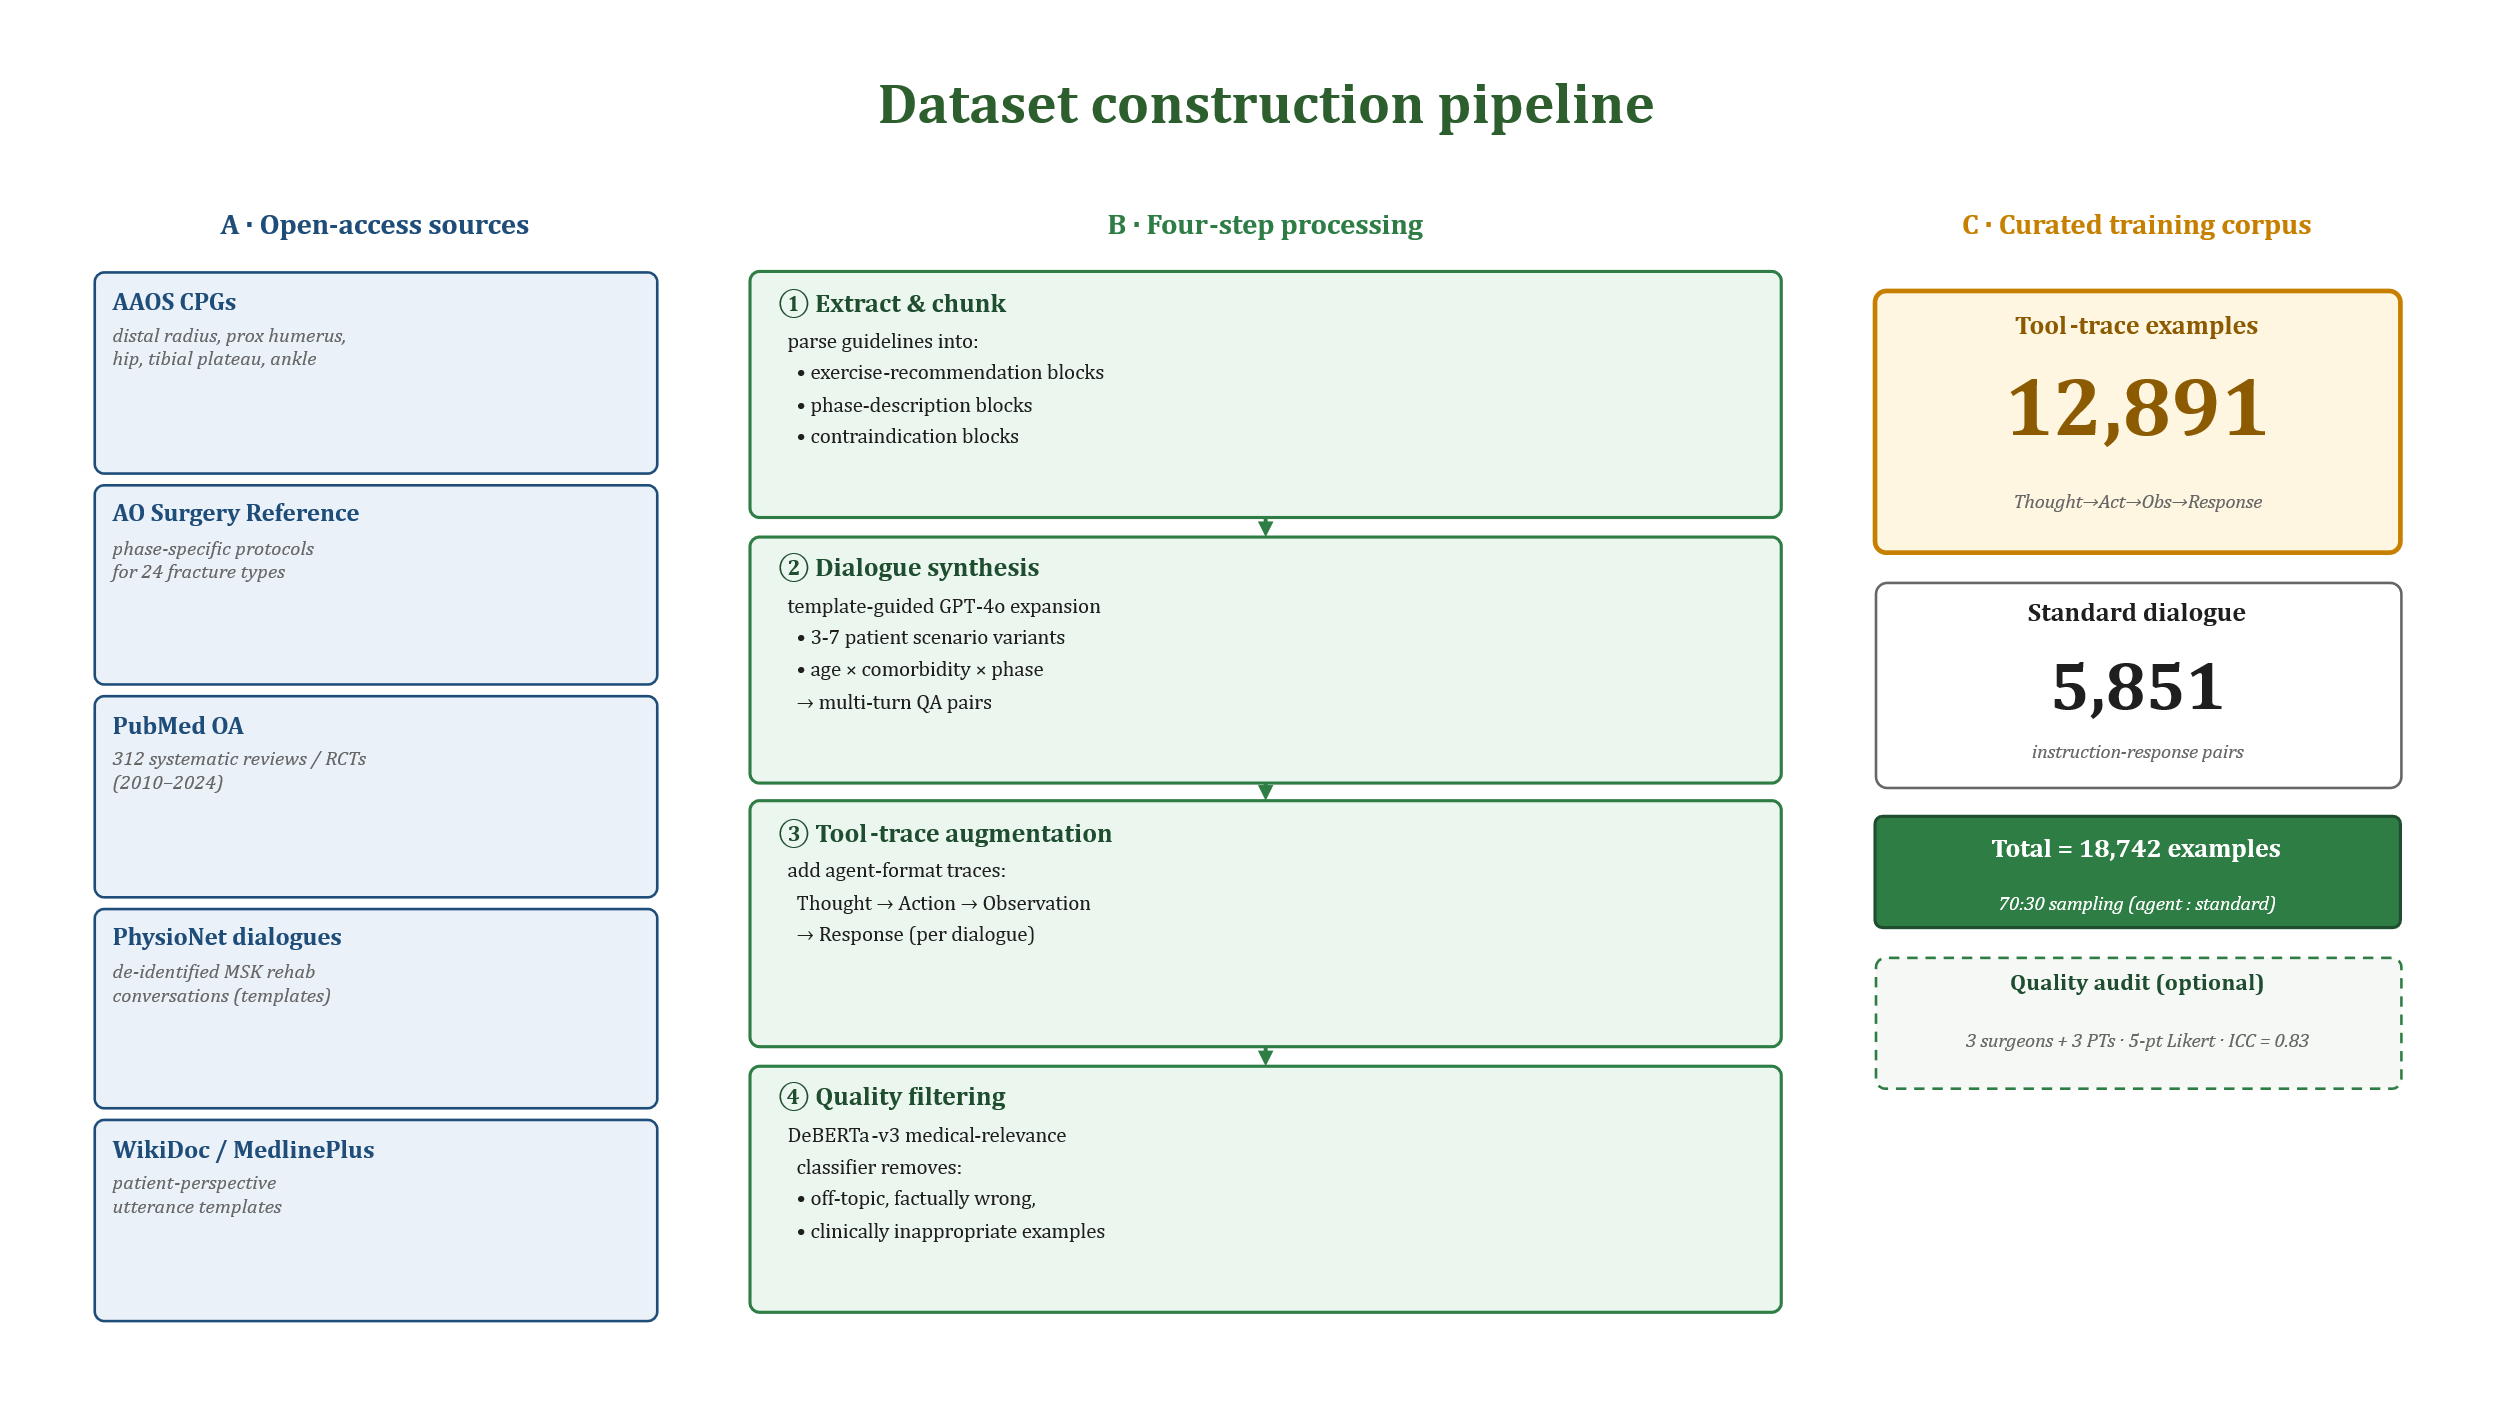 Dataset construction pipeline
A · Open-access sources
AAOS CPGs
distal radius, prox humerus,
hip, tibial plateau, ankle
AO Surgery Reference
phase-specific protocols
for 24 fracture types
PubMed OA
312 systematic reviews / RCTs
(2010–2024)
PhysioNet dialogues
de-identified MSK rehab
conversations (templates)
WikiDoc / MedlinePlus
patient-perspective
utterance templates
B · Four-step processing
① Extract & chunk
parse guidelines into:
• exercise-recommendation blocks
• phase-description blocks
• contraindication blocks
② Dialogue synthesis
template-guided GPT-4o expansion
• 3-7 patient scenario variants
• age × comorbidity × phase
→ multi-turn QA pairs
③ Tool-trace augmentation
add agent-format traces:
Thought → Action → Observation
→ Response (per dialogue)
④ Quality filtering
DeBERTa-v3 medical-relevance
classifier removes:
• off-topic, factually wrong,
• clinically inappropriate examples
C · Curated training corpus
Tool-trace examples
12,891
Thought→Act→Obs→Response
Standard dialogue
5,851
instruction-response pairs
Total = 18,742 examples
70:30 sampling (agent : standard)
Quality audit (optional)
3 surgeons + 3 PTs · 5-pt Likert · ICC = 0.83